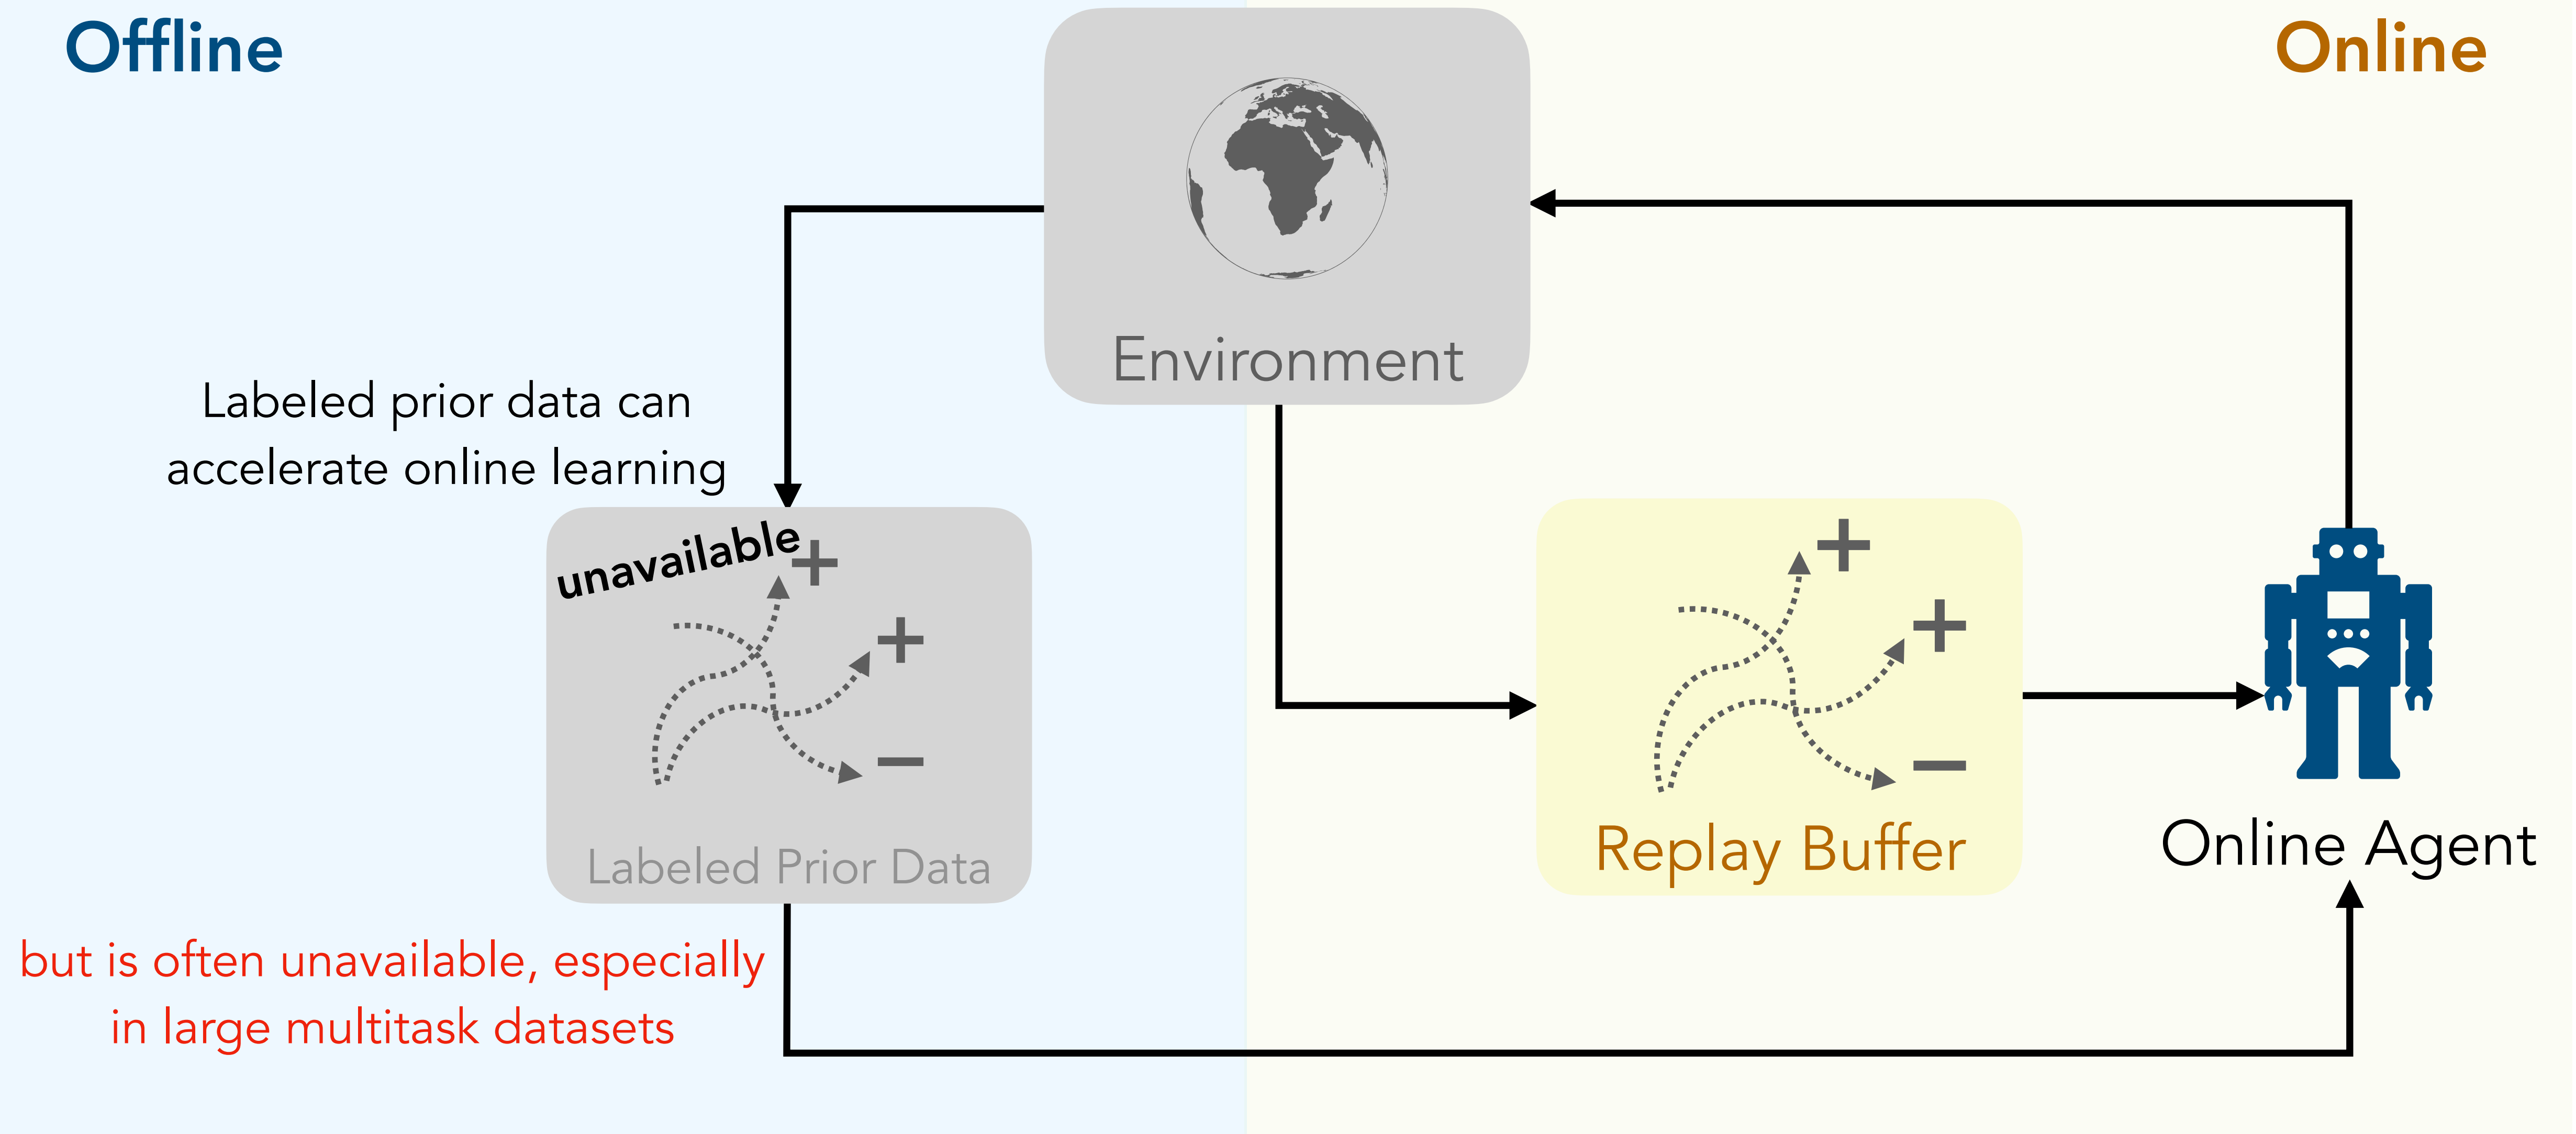 Offline
Online
Environment
Labeled prior data can
accelerate online learning
unavailable
Labeled Prior Data
Replay Buffer
Online Agent
but is often unavailable, especially
in large multitask datasets